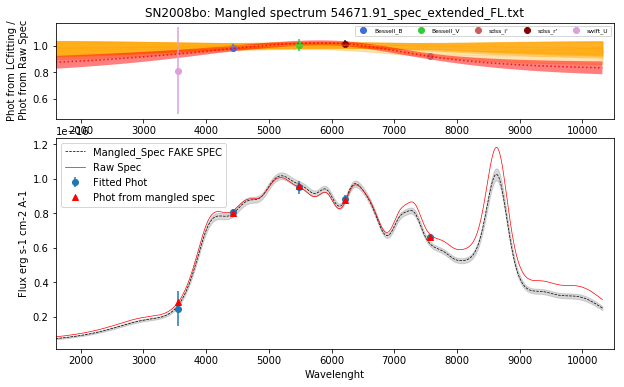 SN2008bo: Mangled spectrum 54671.91_spec_extended_FL.txt
Phot from LCfitting /
Phot from Raw Spec
1.0
0.8
0.6
Bessell_B
Bessell_V
sdss_i'
sdss_r'
swift_U
2000 3000 4000 5000 6000 7000 8000 9000 10000
1e−16
Flux erg s-1 cm-2 A-1
1.2
1.0
0.8
0.6
0.4
0.2
Mangled_Spec FAKE SPEC
Raw Spec
Fitted Phot
Phot from mangled spec
2000 3000 4000 5000 6000 7000 8000 9000 10000
Wavelenght